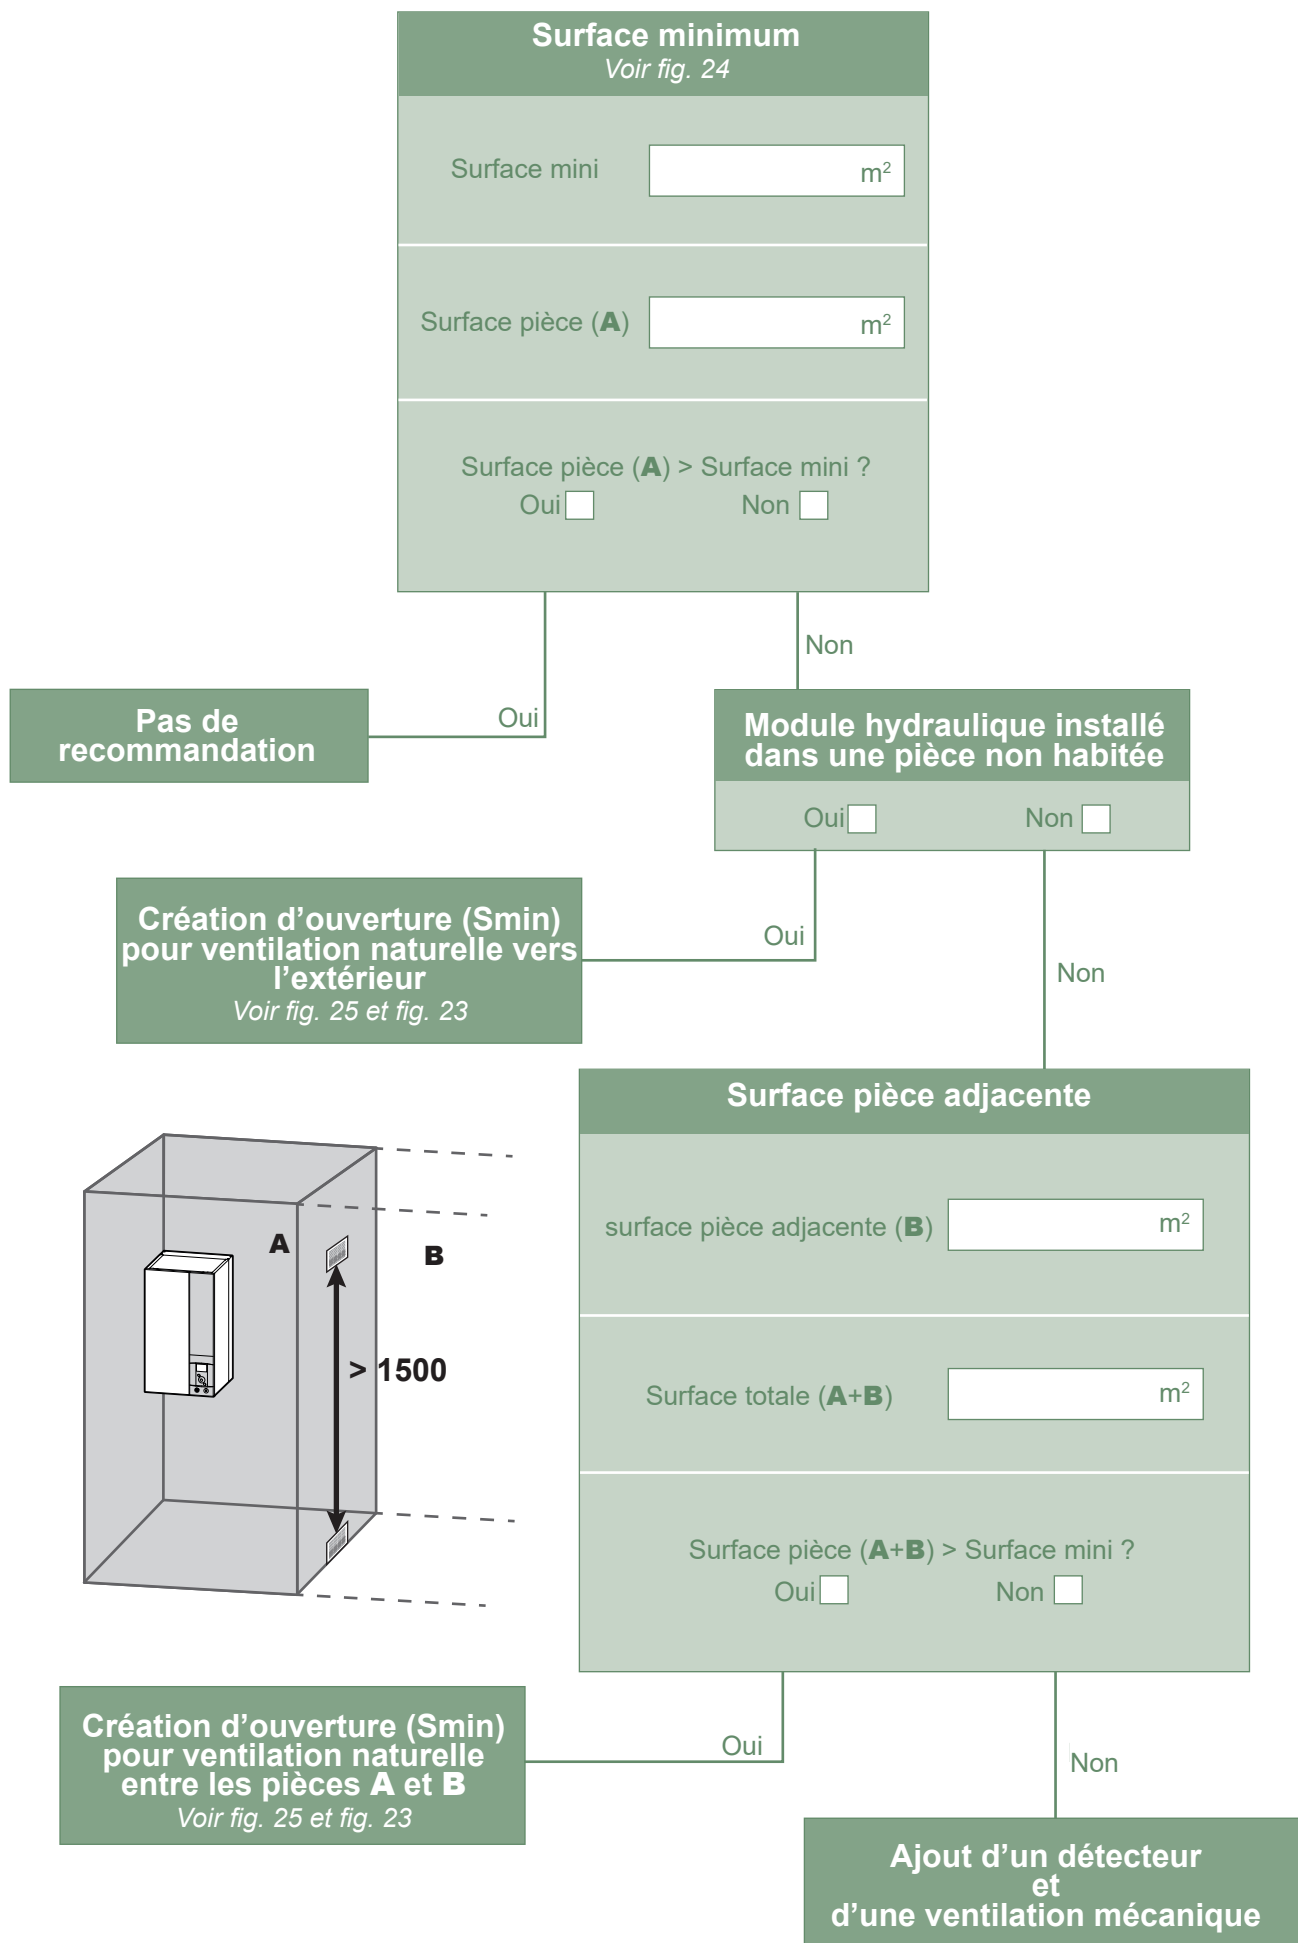 Surface minimum
Voir fig. 24
Surface mini
m²
Surface pièce (A)
m²
Surface pièce (A) > Surface mini ?
Oui
Non
Non
Oui
Pas de
recommandation
Module hydraulique installé
dans une pièce non habitée
Oui
Non
Oui
Non
Création d’ouverture (Smin)
pour ventilation naturelle vers
l’extérieur
Voir fig. 25 et fig. 23
Surface pièce adjacente
surface pièce adjacente (B)
m²
Surface totale (A+B)
m²
Surface pièce (A+B) > Surface mini ?
Oui
Non
A
B
> 1500
Oui
Non
Création d’ouverture (Smin)
pour ventilation naturelle
entre les pièces A et B
Voir fig. 25 et fig. 23
Ajout d’un détecteur
et
d’une ventilation mécanique